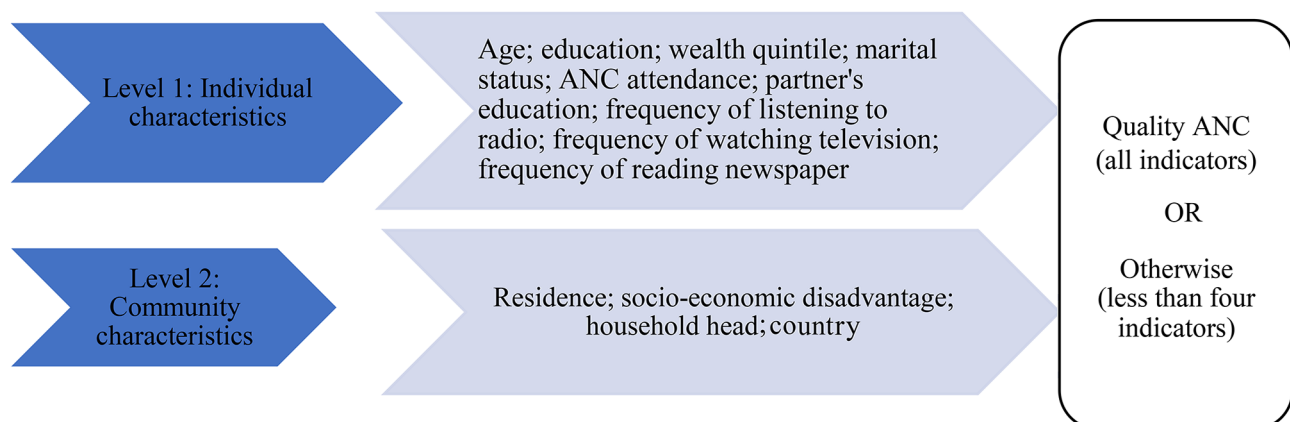 Level 1: Individual
characteristics
Age; education; wealth quintile; marital
status; ANC attendance; partner's
education; frequency of listening to
radio; frequency of watching television;
frequency of reading newspaper
Level 2:
Community
characteristics
Residence; socio-economic disadvantage;
household head; country
Quality ANC
(all indicators)
OR
Otherwise
(less than four
indicators)